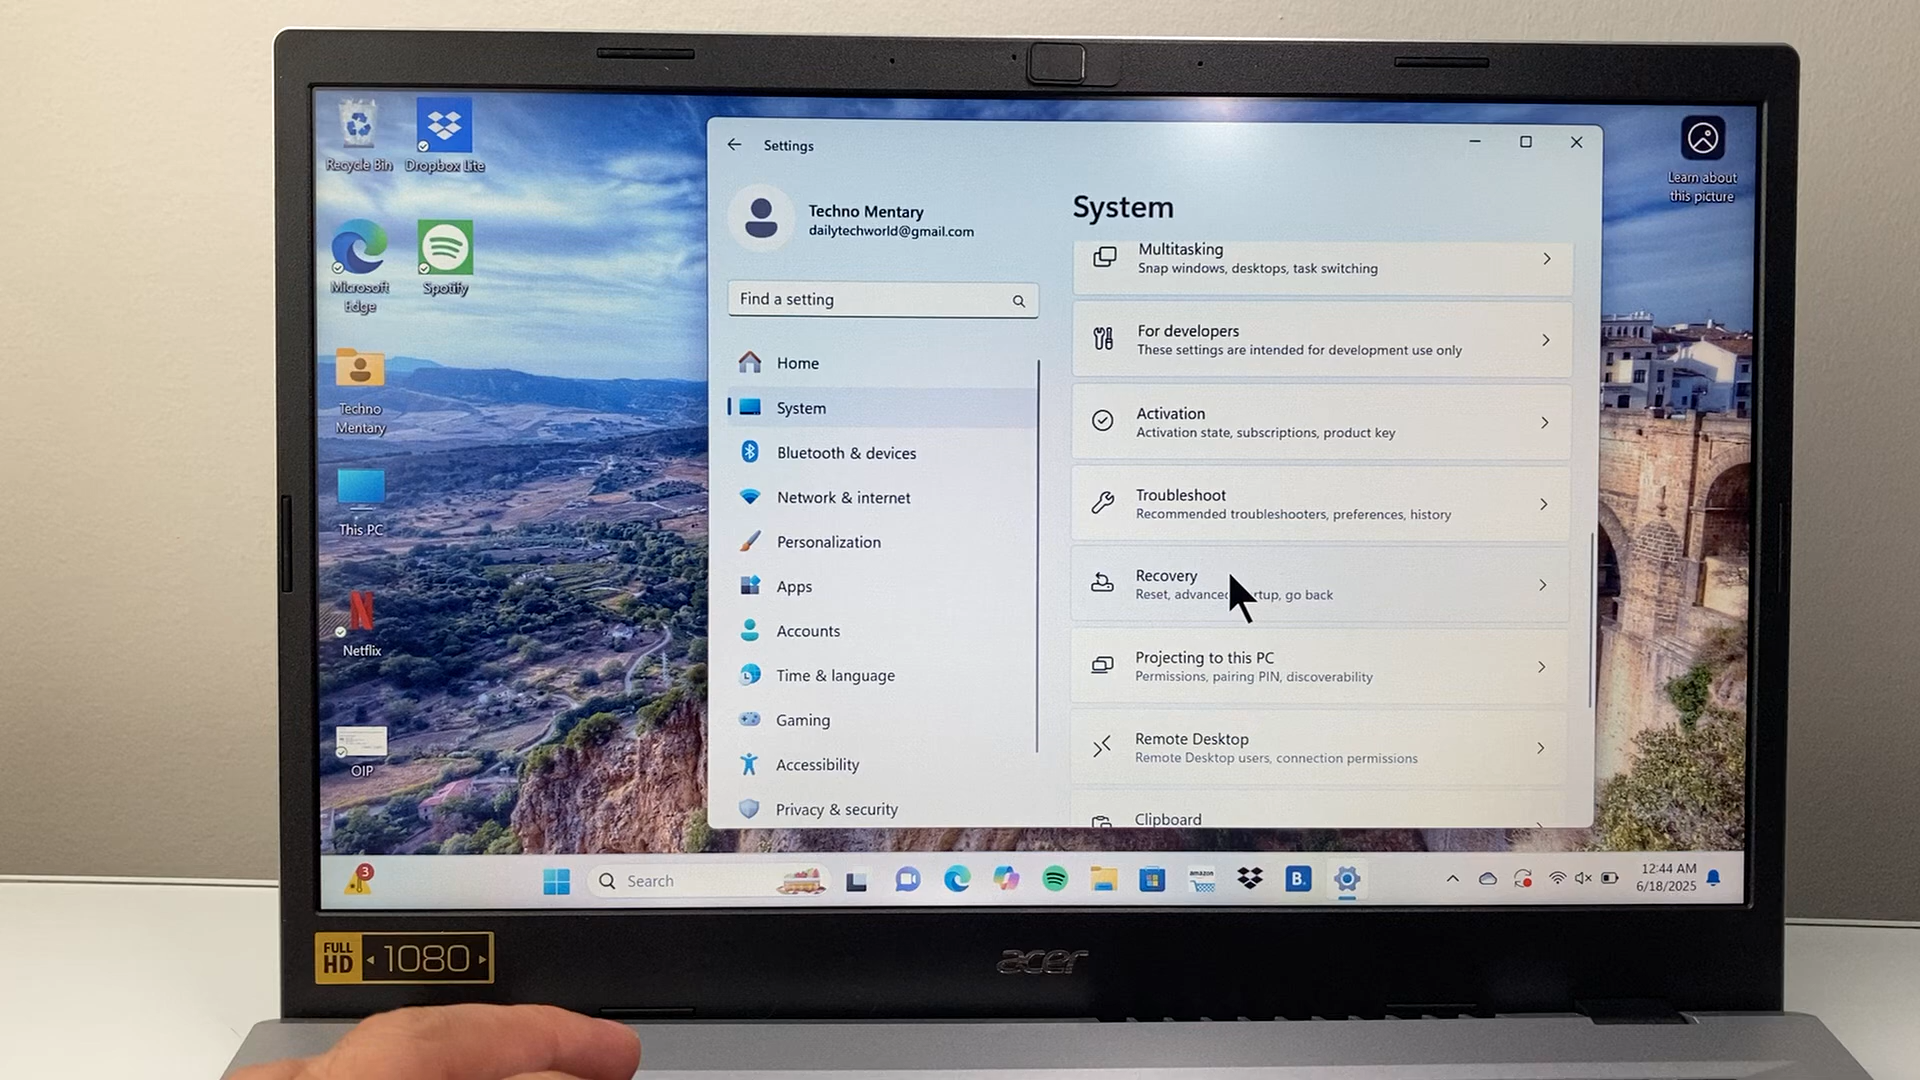 Recycle Bin
Dropbox Lite
Microsoft
Edge
Spotify
Techno
Mentary
This PC
Netflix
OIP
Settings
Techno Mentary
dailytechworld@gmail.com
Find a setting
Home
System
Bluetooth & devices
Network & internet
Personalization
Apps
Accounts
Time & language
Gaming
Accessibility
Privacy & security
System
Multitasking
Snap windows, desktops, task switching
For developers
These settings are intended for development use only
Activation
Activation state, subscriptions, product key
Troubleshoot
Recommended troubleshooters, preferences, history
Recovery
Reset, advanced rtup, go back
Projecting to this PC
Permissions, pairing PIN, discoverability
Remote Desktop
Remote Desktop users, connection permissions
Clipboard
Learn about
this picture
3
Search
amazon
B.
12:44 AM
6/18/2025
FULL
HD
1080
acer